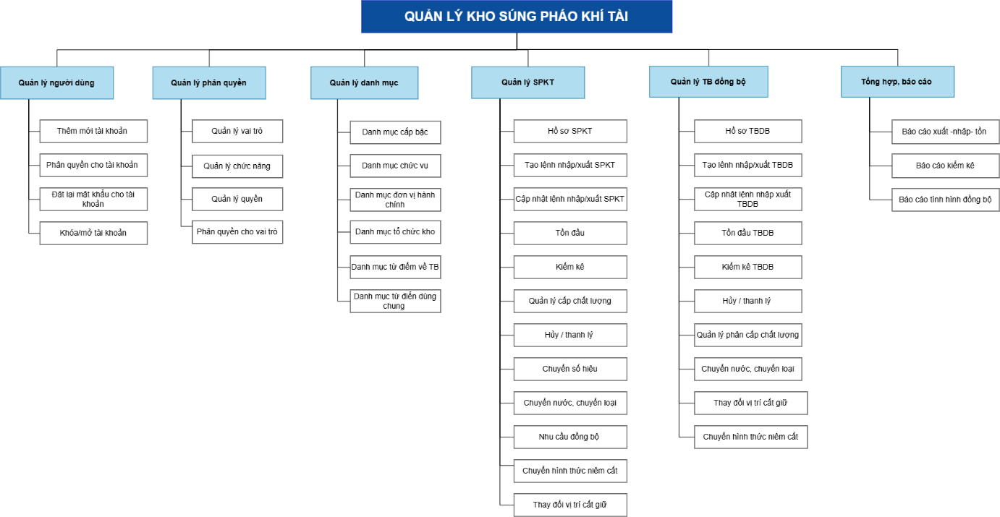 QUẢN LÝ KHO SÚNG PHÁO KHÍ TÀI
Quản lý người dùng
Thêm mới tài khoản
Phân quyền cho tài khoản
Đặt lại mật khẩu cho tài
khoản
Khóa/mở tài khoản
Quản lý phân quyền
Quản lý vai trò
Quản lý chức năng
Quản lý quyền
Phân quyền cho vai trò
Quản lý danh mục
Danh mục cấp bậc
Danh mục chức vụ
Danh mục đơn vị hành
chính
Danh mục tổ chức kho
Danh mục từ điểm về TB
Danh mục từ điển dùng
chung
Quản lý SPKT
Hồ sơ SPKT
Tạo lệnh nhập/xuất SPKT
Cập nhật lệnh nhập/xuất SPKT
Tồn đầu
Kiểm kê
Quản lý cấp chất lượng
Hủy / thanh lý
Chuyển số hiệu
Chuyển nước, chuyển loại
Nhu cầu đồng bộ
Chuyển hình thức niêm cất
Thay đổi vị trí cất giữ
Quản lý TB đồng bộ
Hồ sơ TBDB
Tạo lệnh nhập/xuất TBDB
Cập nhật lệnh nhập xuất
TBDB
Tồn đầu TBDB
Kiểm kê TBDB
Hủy / thanh lý
Quản lý phân cấp chất lượng
Chuyển nước, chuyển loại
Thay đổi vị trí cất giữ
Chuyển hình thức niêm cất
Tổng hợp, báo cáo
Báo cáo xuất -nhập- tồn
Báo cáo kiểm kê
Báo cáo tình hình đồng bộ